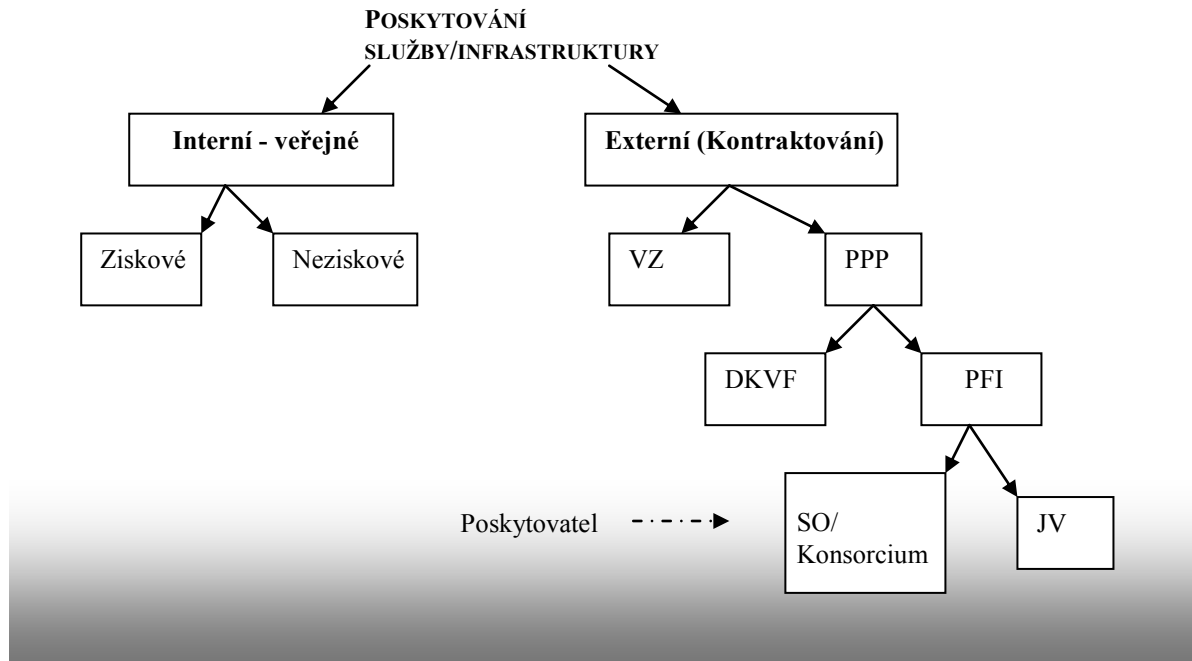 POSKYTOVÁNÍ
SLUŽBY/INFRASTRUKTURY
Interní - veřejné
Externí (Kontraktování)
Ziskové
Neziskové
VZ
PPP
DKVF
PFI
Poskytovatel
SO/
Konsorcium
JV